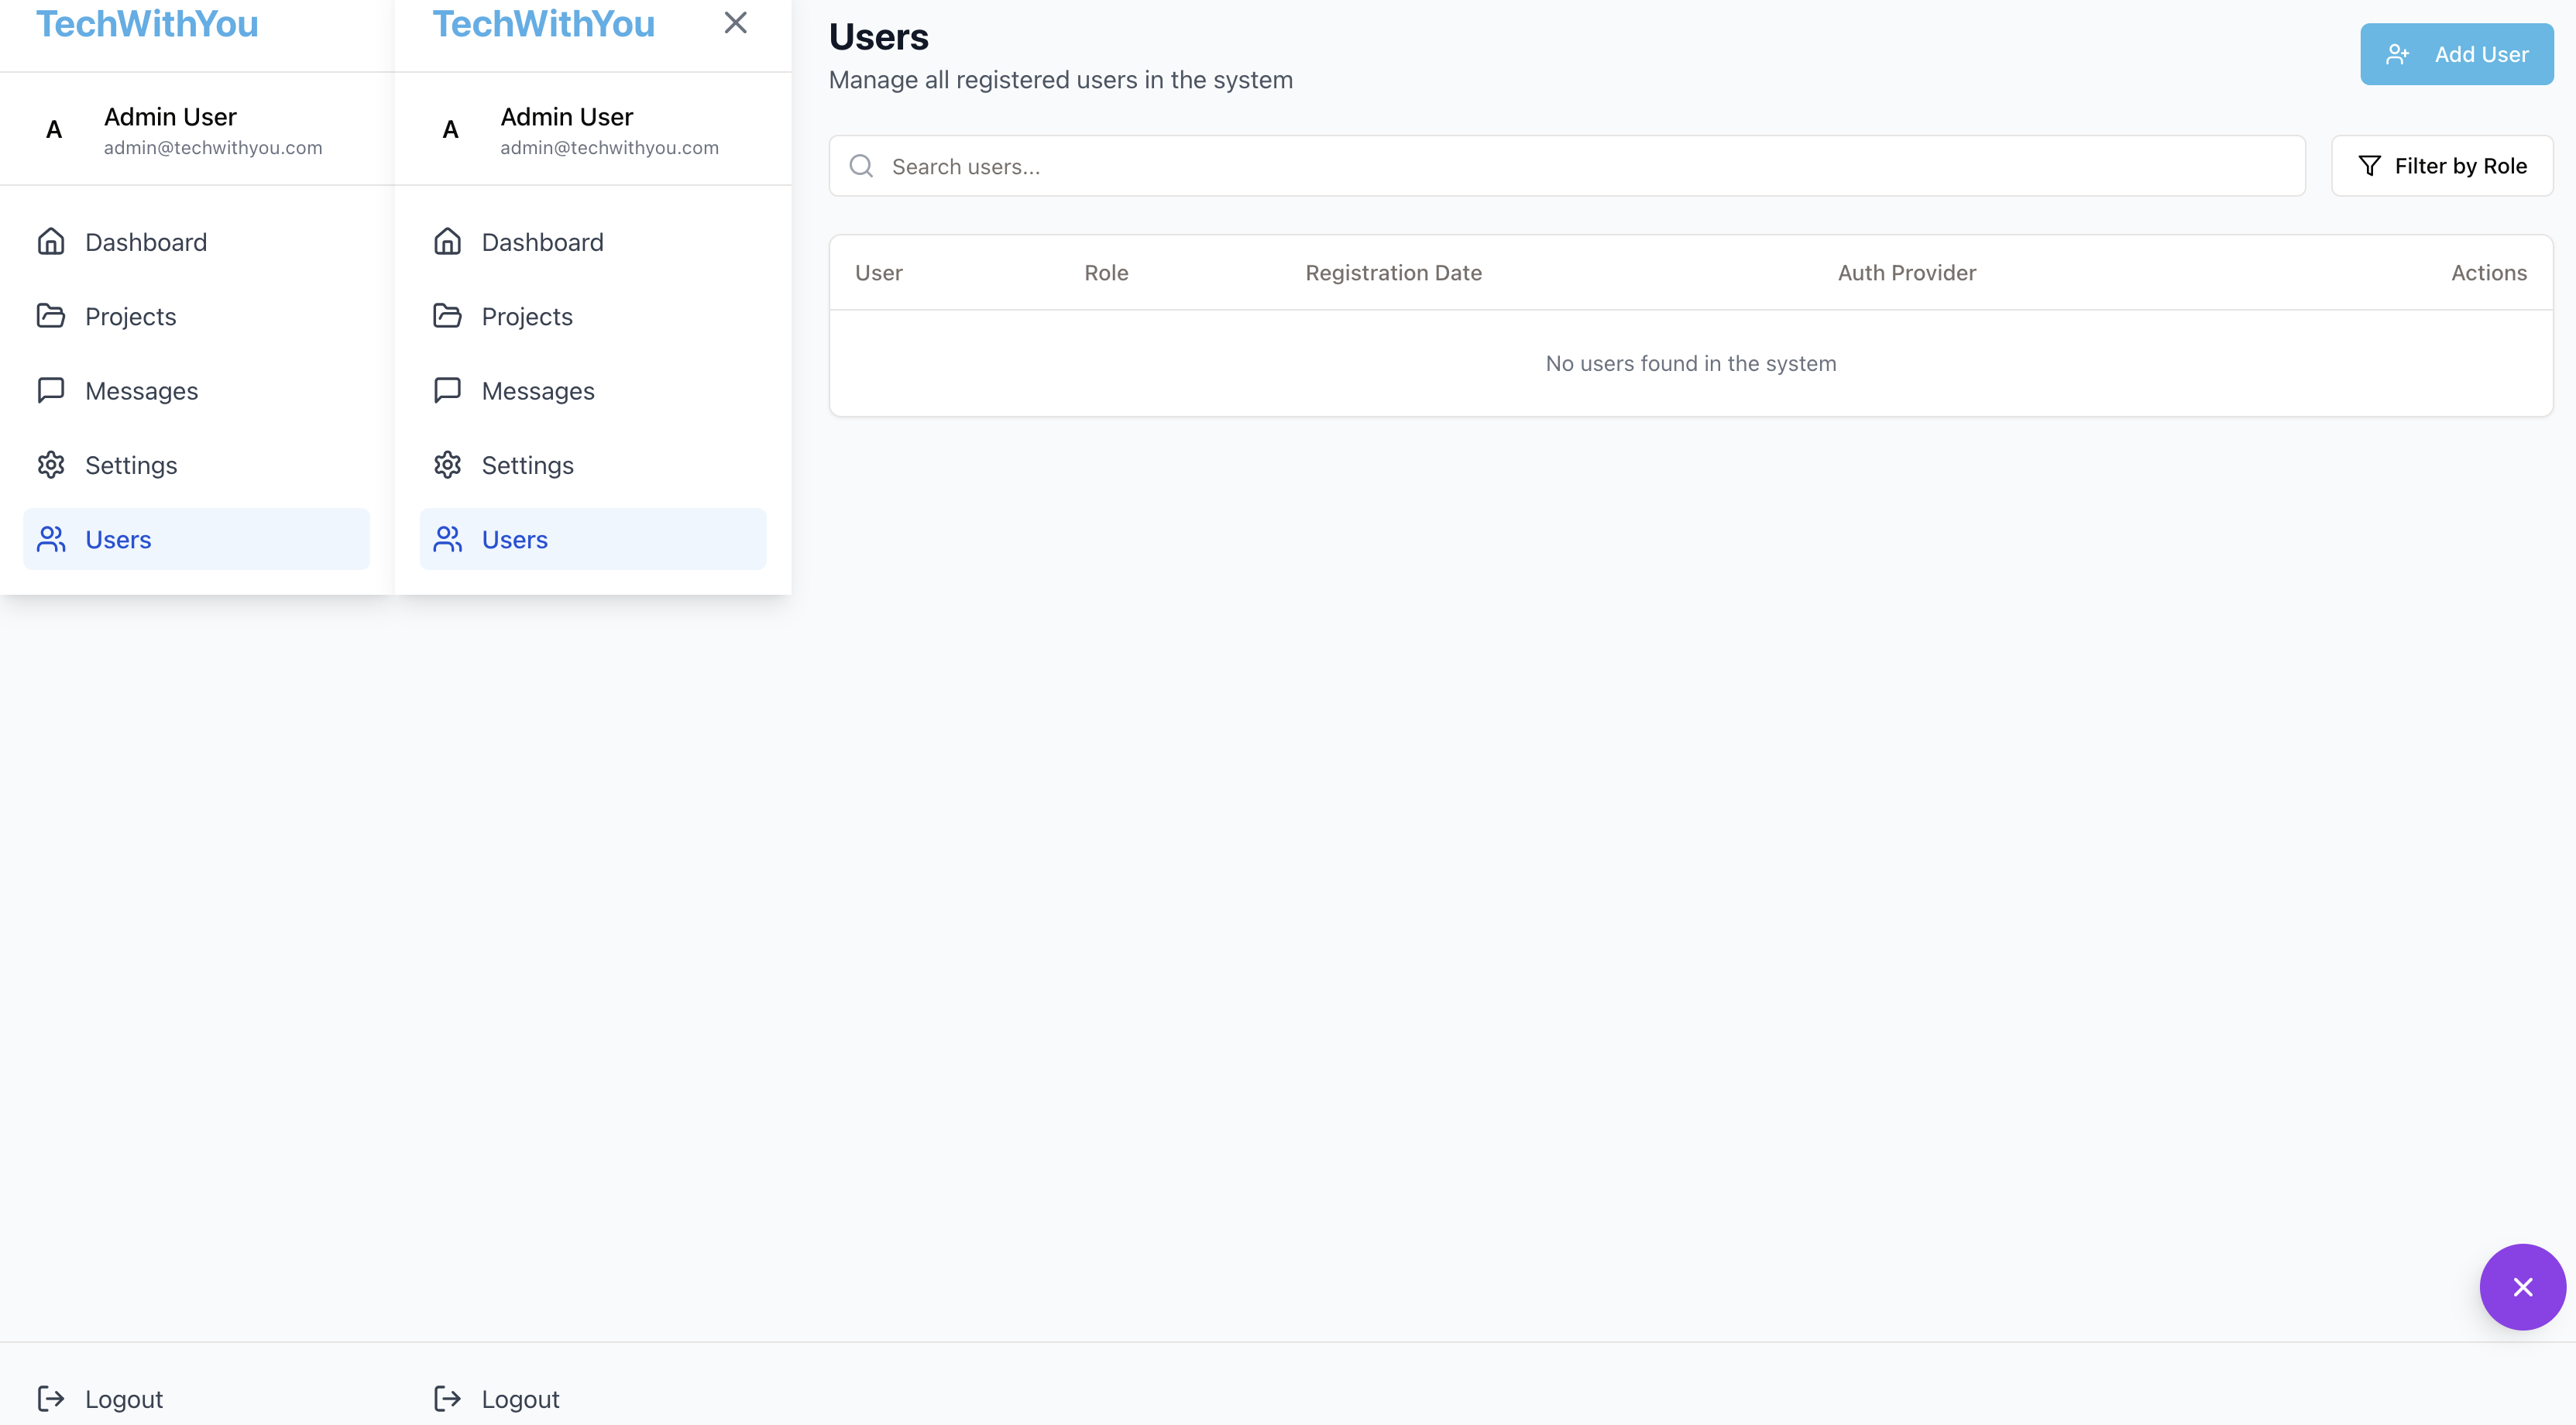 TechWithYou
A
Admin User
admin@techwithyou.com
Dashboard
Projects
Messages
Settings
Users
Logout
TechWithYou
A
Admin User
admin@techwithyou.com
Dashboard
Projects
Messages
Settings
Users
Logout
Users
Manage all registered users in the system
Add User
Search users...
Filter by Role
User Role Registration Date Auth Provider Actions
No users found in the system